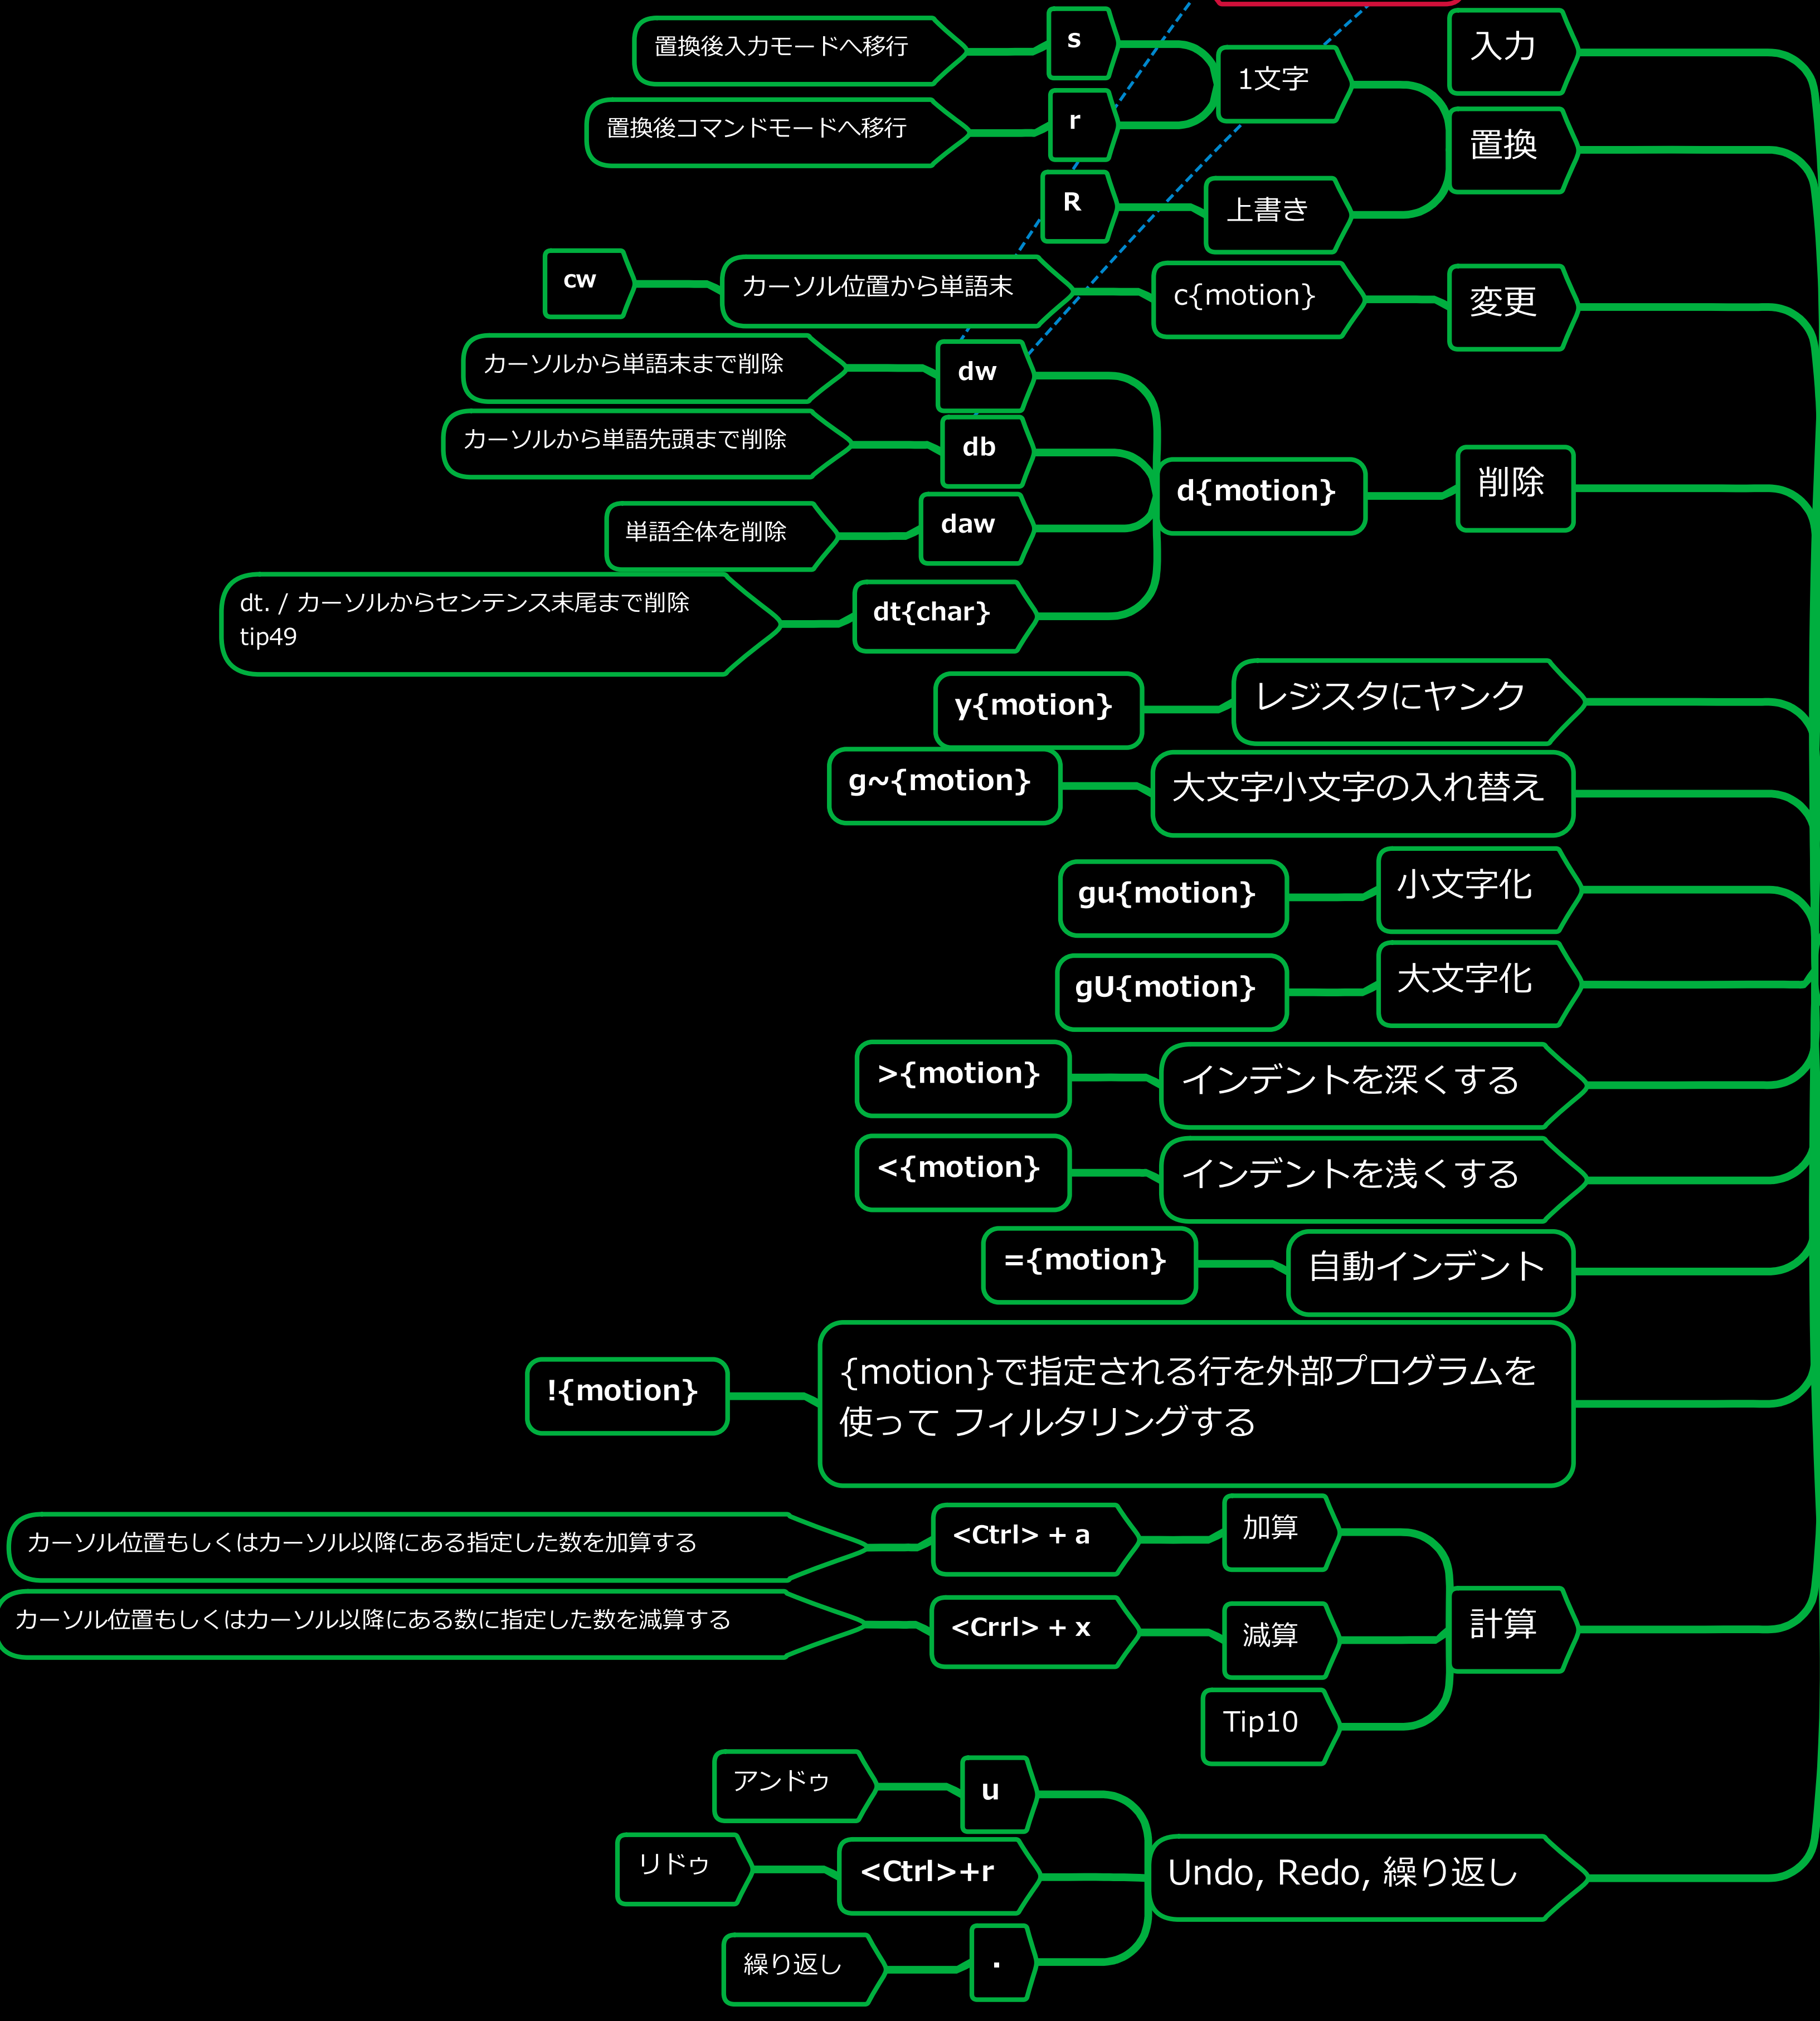 入力
置換
1文字
s
置換後入力モードへ移行
r
置換後コマンドモードへ移行
上書き
R
変更
c{motion}
カーソル位置から単語末
cw
削除
d{motion}
dw
カーソルから単語末まで削除
db
カーソルから単語先頭まで削除
daw
単語全体を削除
dt{char}
dt. / カーソルからセンテンス末尾まで削除
tip49
レジスタにヤンク
y{motion}
大文字小文字の入れ替え
g~{motion}
小文字化
gu{motion}
大文字化
gU{motion}
インデントを深くする
>{motion}
インデントを浅くする
<{motion}
自動インデント
={motion}
{motion}で指定される行を外部プログラムを
使って フィルタリングする
!{motion}
計算
加算
<Ctrl> + a
カーソル位置もしくはカーソル以降にある指定した数を加算する
減算
<Crrl> + x
カーソル位置もしくはカーソル以降にある数に指定した数を減算する
Tip10
Undo, Redo, 繰り返し
u
アンドゥ
<Ctrl>+r
リドゥ
.
繰り返し